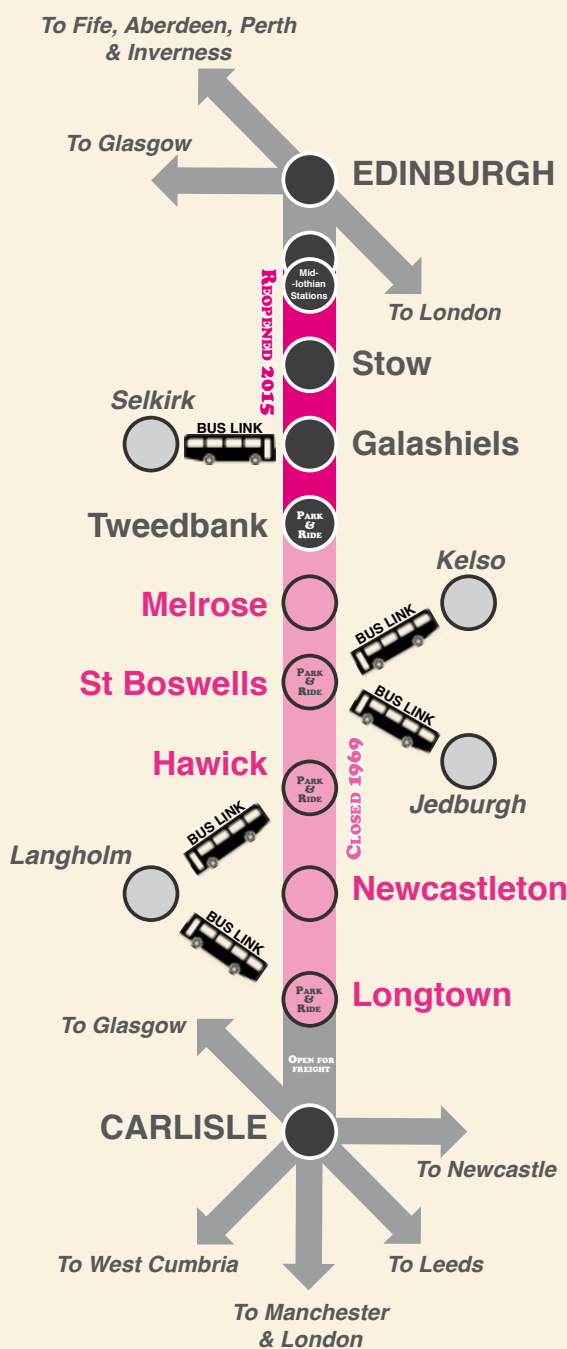 To Fife, Aberdeen, Perth
& Inverness
To Glasgow
EDINBURGH
Mid-
-lothian
Stations
To London
REOPENED 2015
Stow
Selkirk
BUS LINK
Galashiels
Tweedbank
PARK
&
RIDE
Kelso
Melrose
BUS LINK
St Boswells
PARK
&
RIDE
BUS LINK
Hawick
PARK
&
RIDE
CLOSED 1969
Jedburgh
BUS LINK
Langholm
Newcastleton
BUS LINK
PARK
&
RIDE
Longtown
To Glasgow
OPEN FOR
FREIGHT
CARLISLE
To Newcastle
To West Cumbria
To Leeds
To Manchester
& London